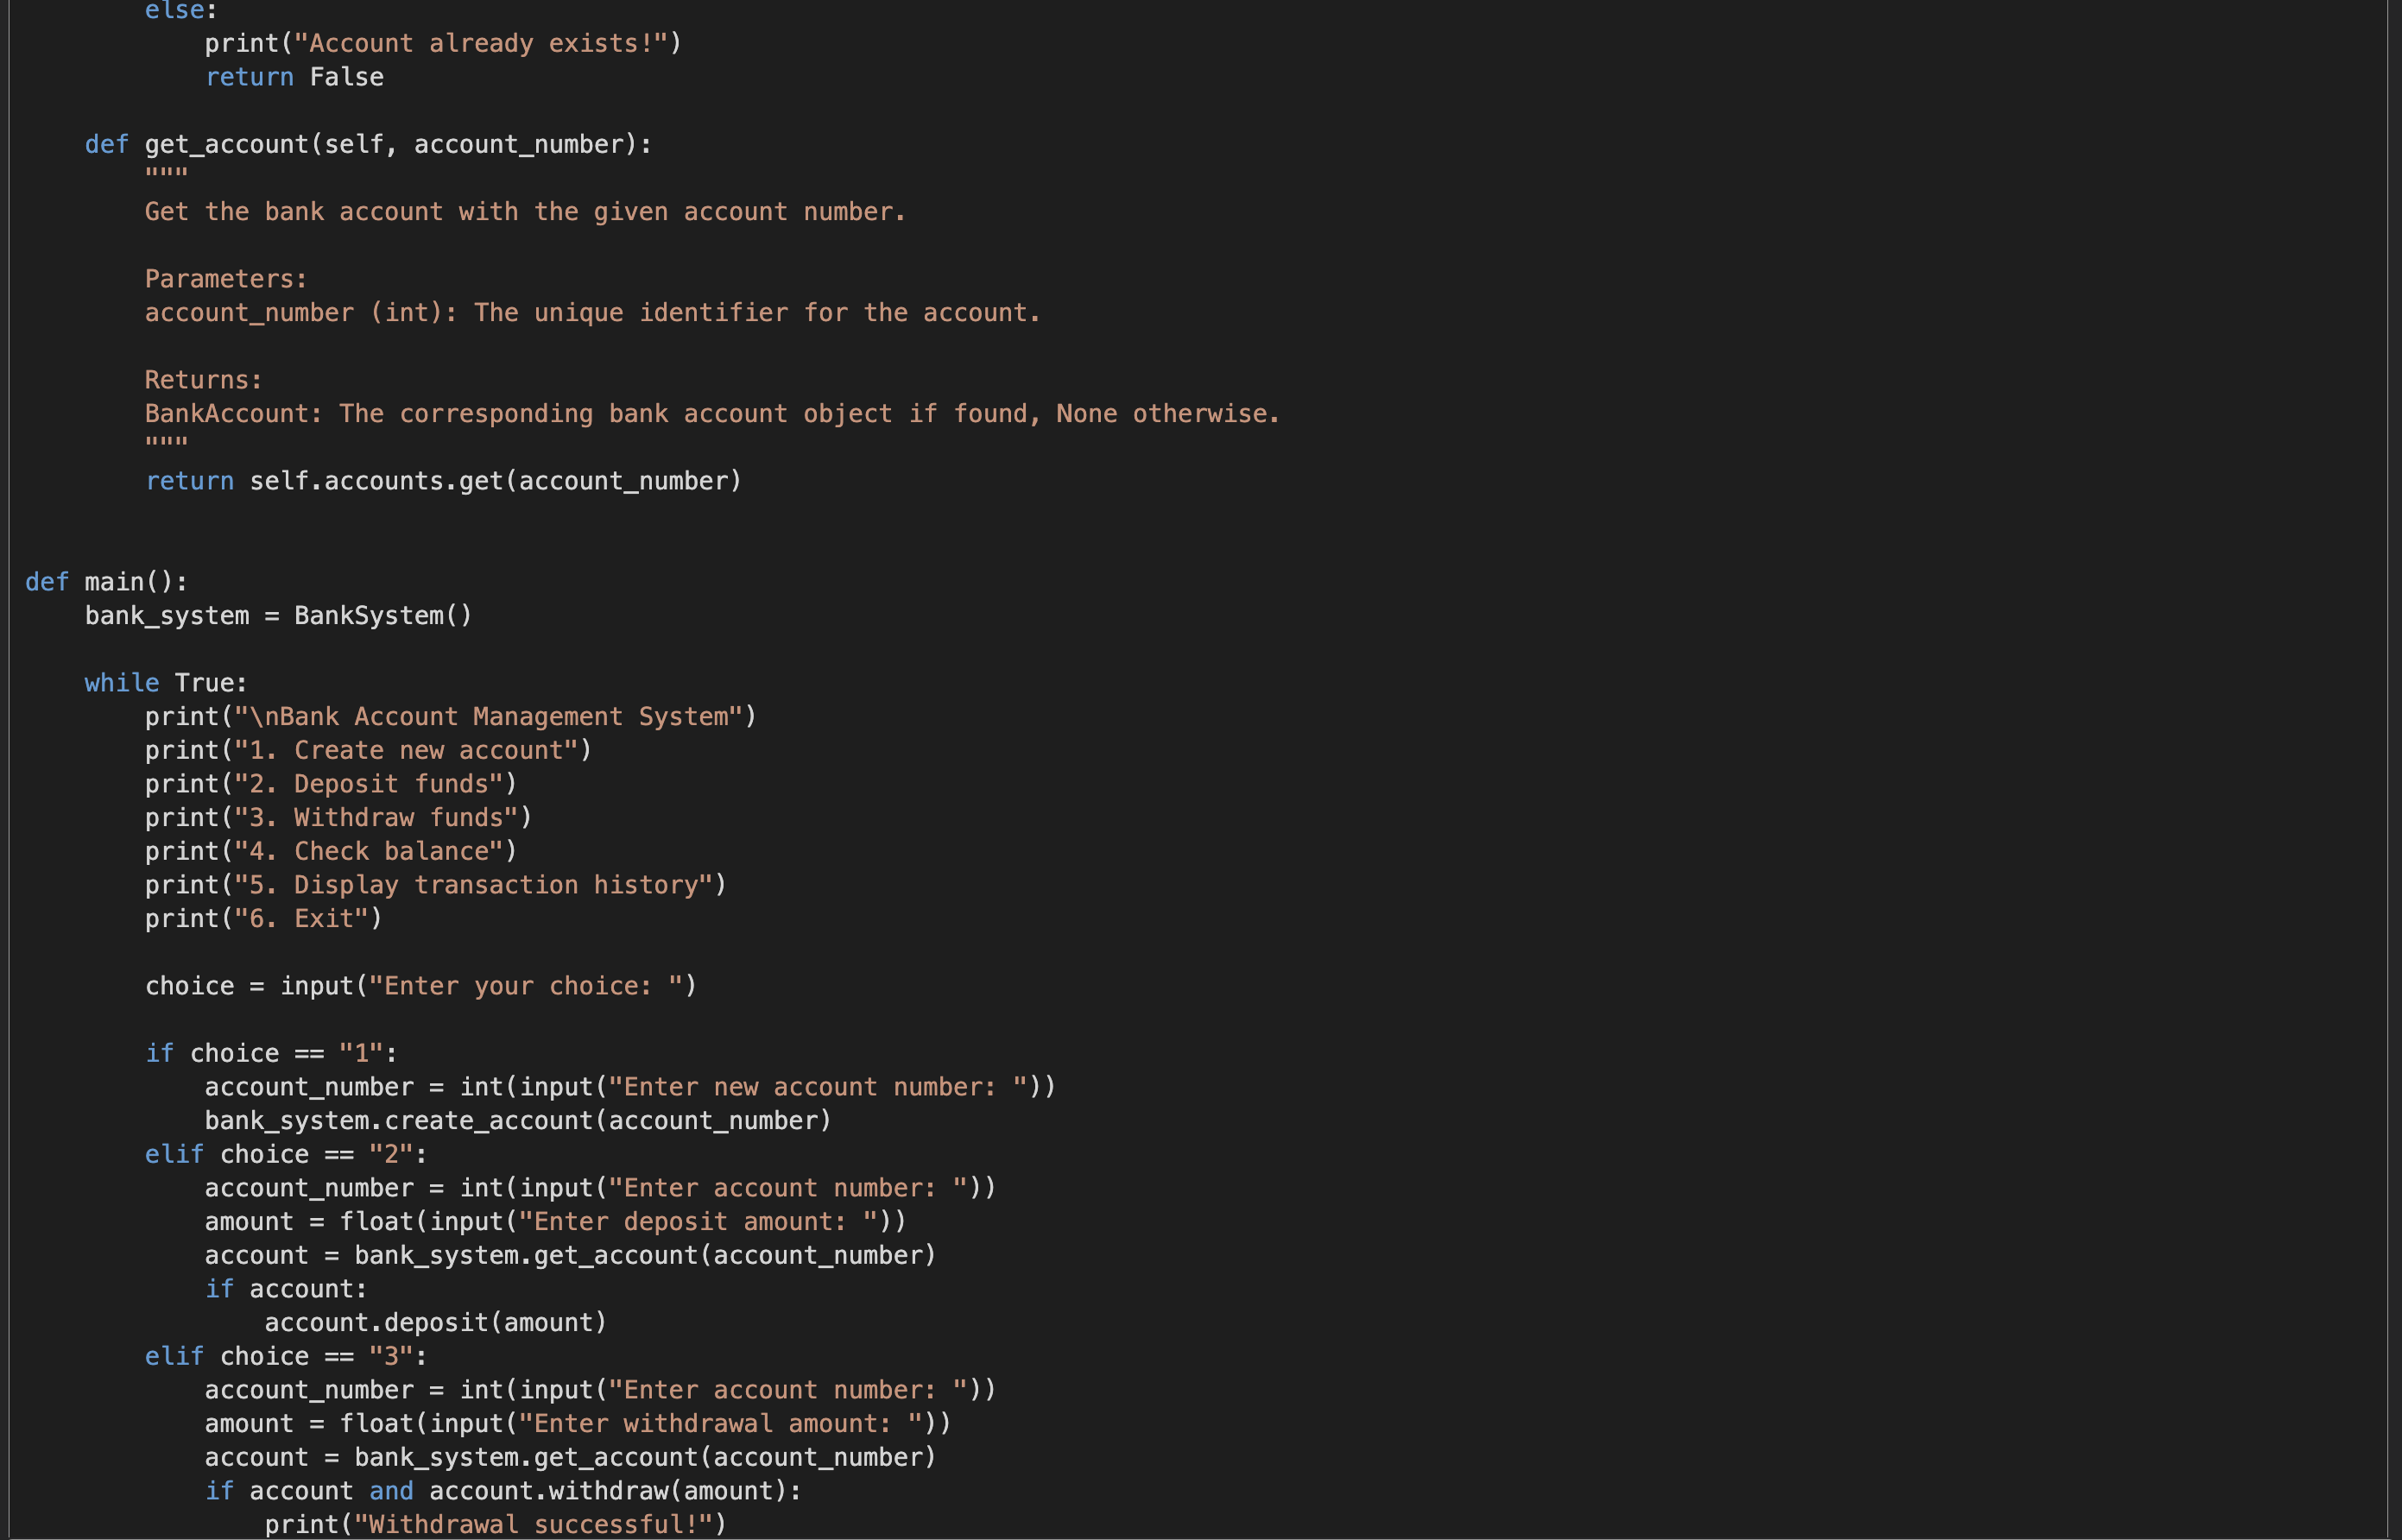 else:
print("Account already exists!")
return False
def get_account(self, account_number):
"""
Get the bank account with the given account number.
Parameters:
account_number (int): The unique identifier for the account.
Returns:
BankAccount: The corresponding bank account object if found, None otherwise.
"""
return self.accounts.get(account_number)
def main():
bank_system = BankSystem()
while True:
print("\nBank Account Management System")
print("1. Create new account")
print("2. Deposit funds")
print("3. Withdraw funds")
print("4. Check balance")
print("5. Display transaction history")
print("6. Exit")
choice = input("Enter your choice: ")
if choice == "1":
account_number = int(input("Enter new account number: "))
bank_system.create_account(account_number)
elif choice == "2":
account_number = int(input("Enter account number: "))
amount = float(input("Enter deposit amount: "))
account = bank_system.get_account(account_number)
if account:
account.deposit(amount)
elif choice == "3":
account_number = int(input("Enter account number: "))
amount = float(input("Enter withdrawal amount: "))
account = bank_system.get_account(account_number)
if account and account.withdraw(amount):
print("Withdrawal successful!")